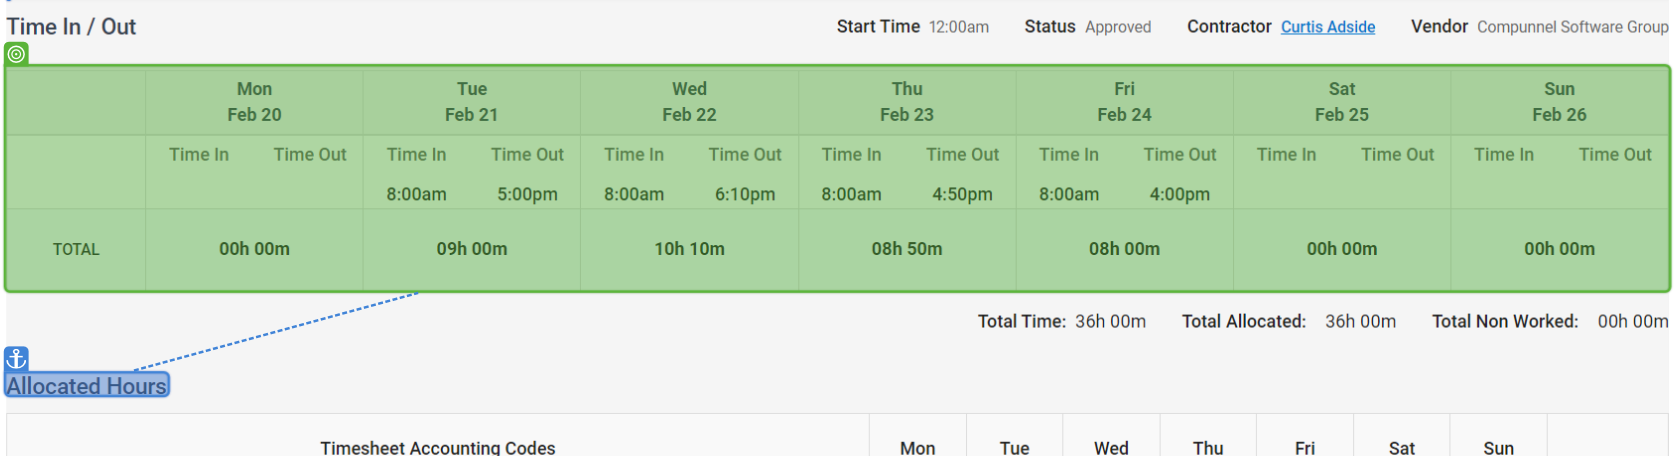 Time In / Out Start Time 12:00am Status Approved Contractor Curtis Adside Vendor Compunnel Software Group
Mon Tue Wed Thu Fri Sat Sun
Feb 20 Feb 21 Feb 22 Feb 23 Feb 24 Feb 25 Feb 26
Time In Time Out Time In Time Out Time In Time Out Time In Time Out Time In Time Out Time In Time Out Time In Time Out
8:00am 5:00pm 8:00am 6:10pm 8:00am 4:50pm 8:00am 4:00pm
TOTAL 00h 00m 09h 00m 10h 10m 08h 50m 08h 00m 00h 00m 00h 00m
Total Time: 36h 00m Total Allocated: 36h 00m Total Non Worked: 00h 00m
Allocated Hours
Timesheet Accounting Codes Mon Tue Wed Thu Fri Sat Sun